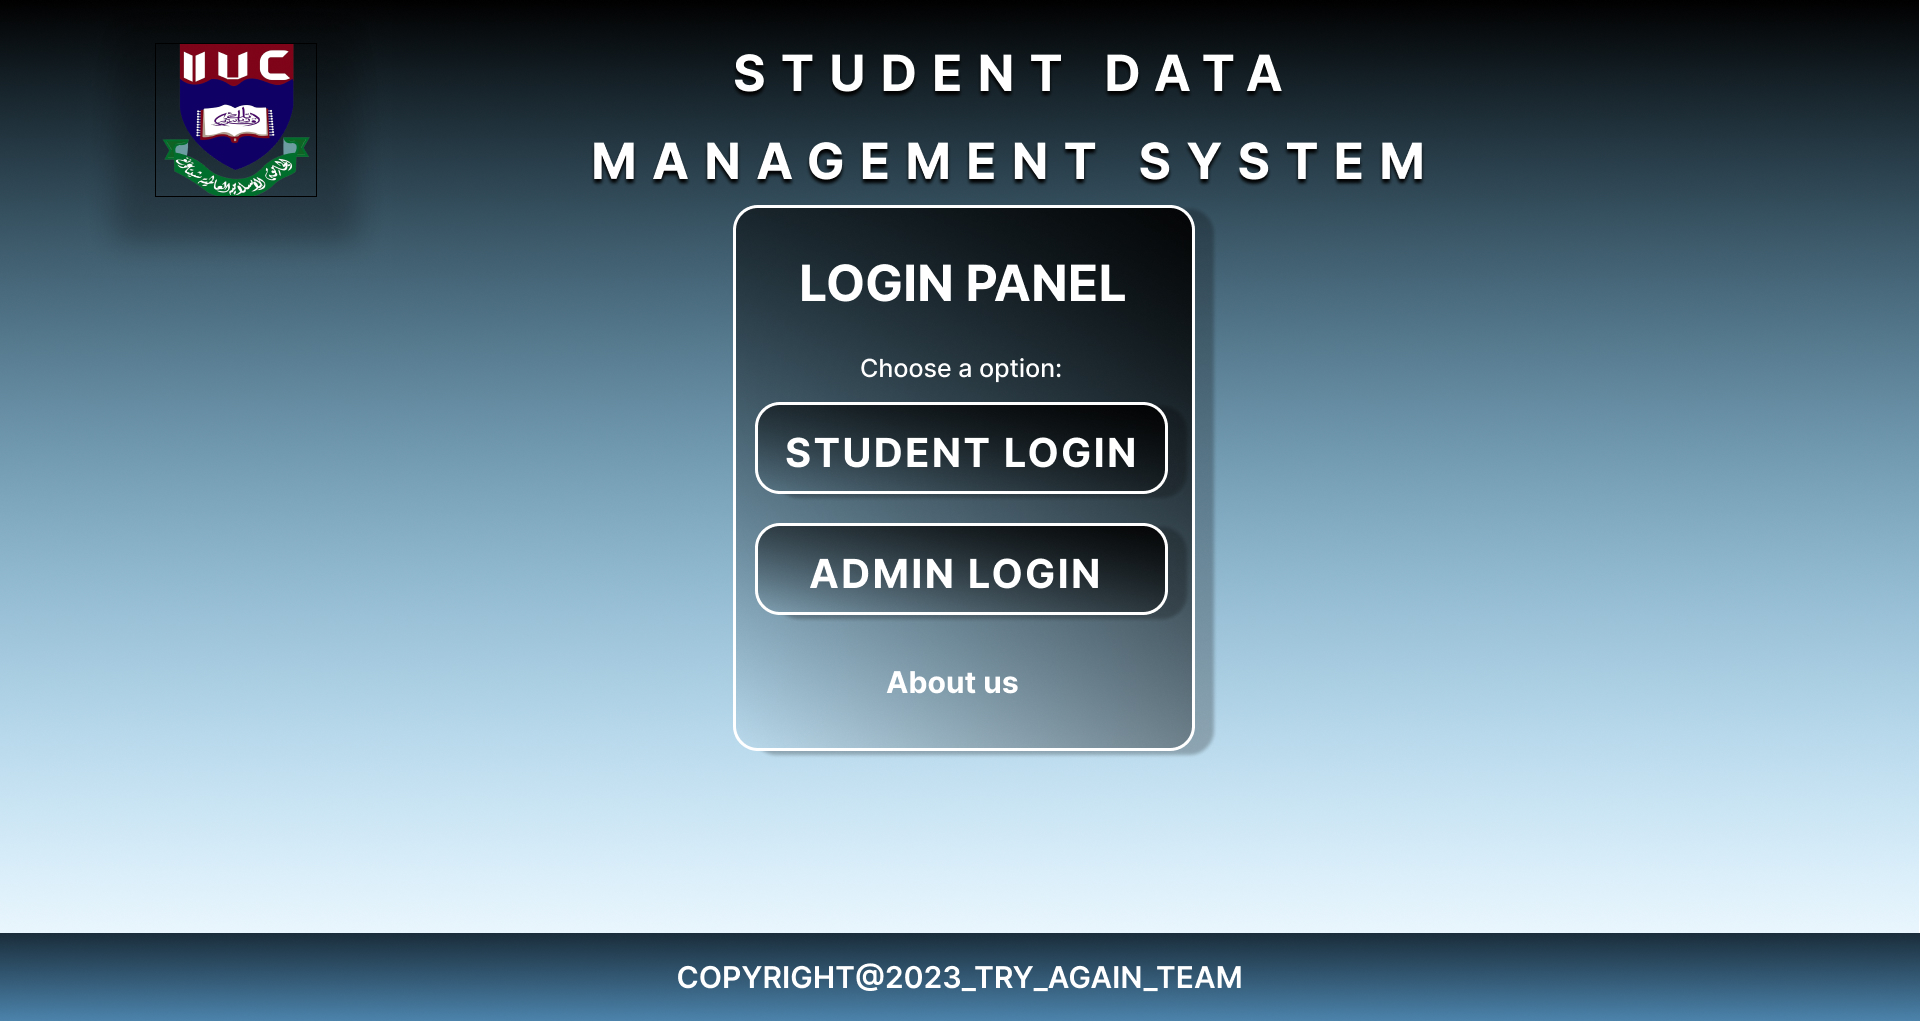 IIUC
STUDENT DATA
MANAGEMENT SYSTEM
LOGIN PANEL
Choose a option:
STUDENT LOGIN
ADMIN LOGIN
About us
COPYRIGHT@2023_TRY_AGAIN_TEAM